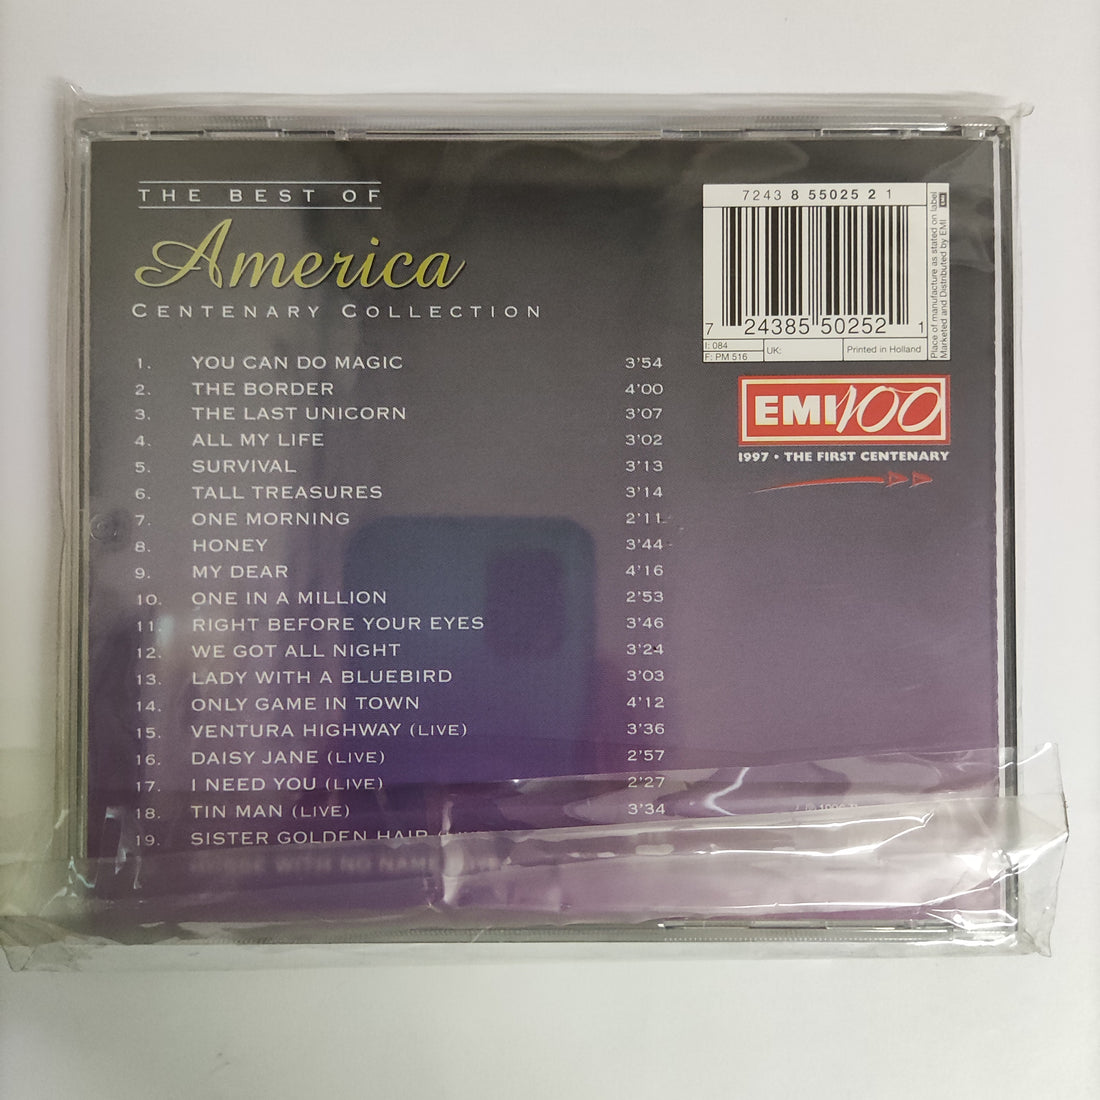 THE BEST OF
America
CENTENARY COLLECTION
1. YOU CAN DO MAGIC 3'54
2. THE BORDER 4'00
3. THE LAST UNICORN 3'07
4. ALL MY LIFE 3'02
5. SURVIVAL 3'13
6. TALL TREASURES 3'14
7. ONE MORNING 2'11
8. HONEY 3'44
9. MY DEAR 4'16
10. ONE IN A MILLION 2'53
11. RIGHT BEFORE YOUR EYES 3'46
12. WE GOT ALL NIGHT 3'24
13. LADY WITH A BLUEBIRD 3'03
14. ONLY GAME IN TOWN 4'12
15. VENTURA HIGHWAY (LIVE) 3'36
16. DAISY JANE (LIVE) 2'57
17. I NEED YOU (LIVE) 2'27
18. TIN MAN (LIVE) 3'34
19. SISTER GOLDEN HAIR
WITH NO NAME
7243 8 55025 2 1
7 24385 50252 1
I: 084
F: PM 516
UK:
Printed in Holland
Place of manufacture as stated on label
Marketed and Distributed by EMI
EMI
EMI100
1997 • THE FIRST CENTENARY